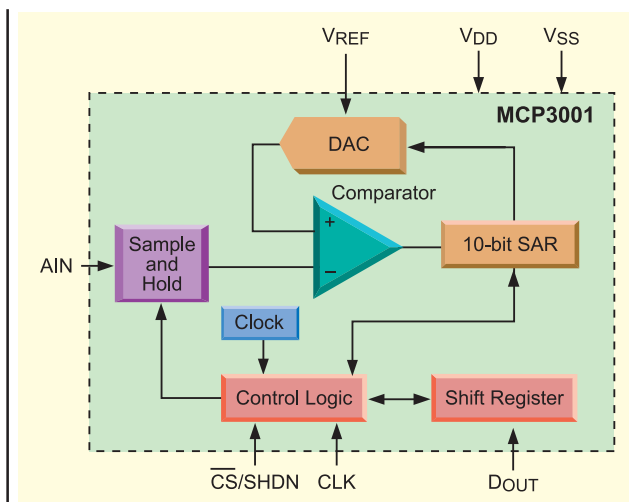 VREF
VDD
VSS
MCP3001
DAC
Comparator
+
−
Sample
and
Hold
10-bit SAR
AIN
Clock
Control Logic
Shift Register
C̅S̅/SHDN
CLK
DOUT